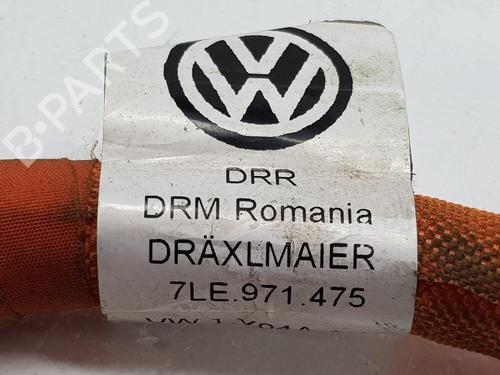 B-PARTS
DRR
DRM Romania
DRÄXLMAIER
7LE.971.475